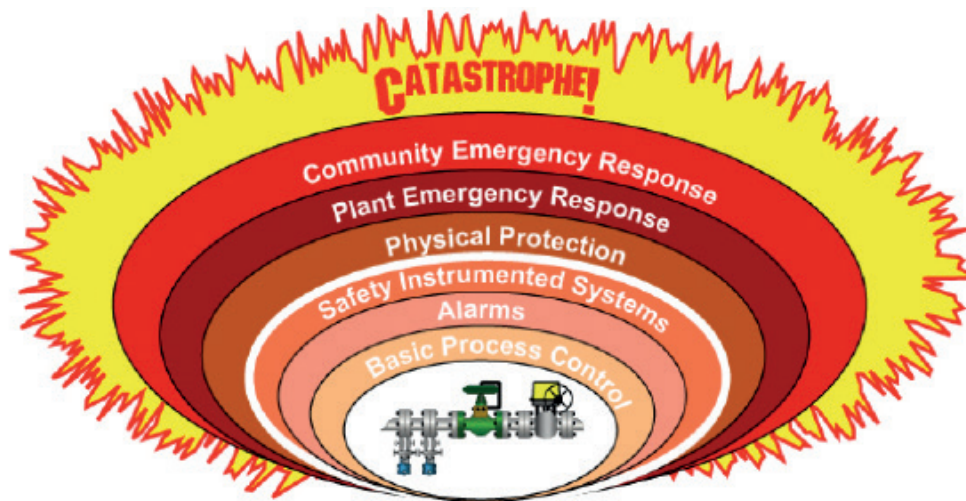 CATASTROPHE!
Community Emergency Response
Plant Emergency Response
Physical Protection
Safety Instrumented Systems
Alarms
Basic Process Control